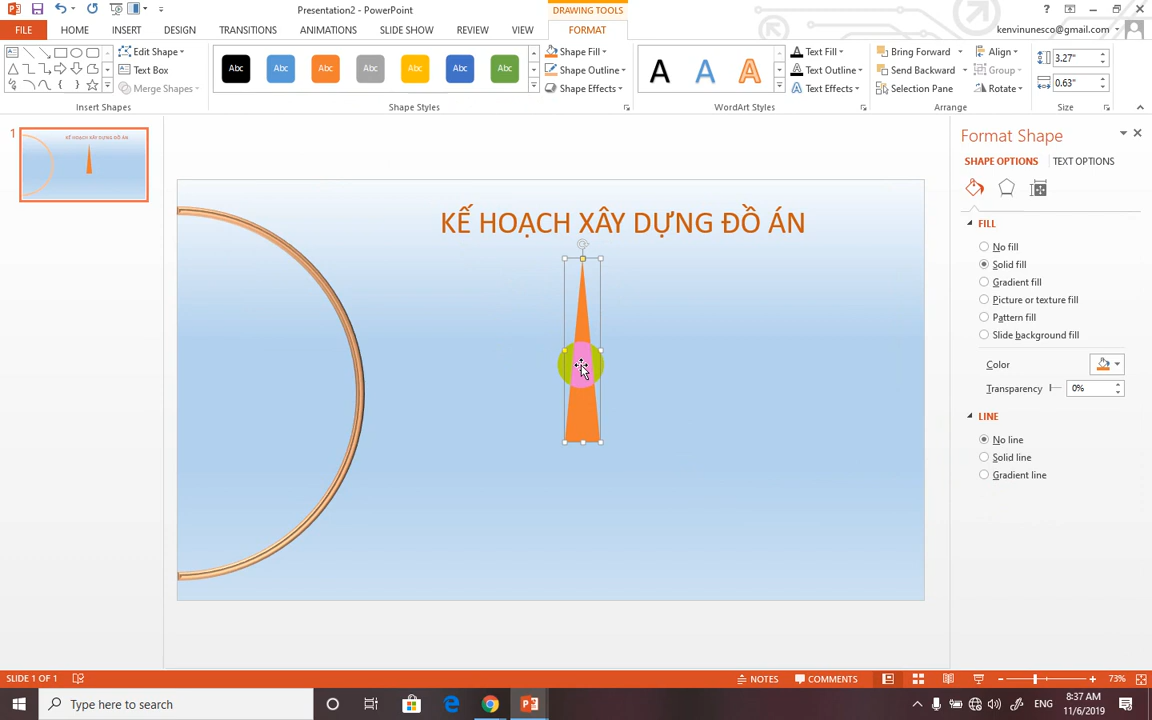 Presentation2 - PowerPoint
DRAWING TOOLS
FILE
HOME
INSERT
DESIGN
TRANSITIONS
ANIMATIONS
SLIDE SHOW
REVIEW
VIEW
FORMAT
kenvinunesco@gmail.com
Edit Shape
Text Box
Merge Shapes
Insert Shapes
Abc
Abc
Abc
Abc
Abc
Abc
Abc
Shape Styles
Shape Fill
Shape Outline
Shape Effects
A
A
A
WordArt Styles
Text Fill
Text Outline
Text Effects
Bring Forward
Send Backward
Selection Pane
Align
Group
Rotate
Arrange
3.27"
0.63"
Size
1
KẾ HOẠCH XÂY DỰNG ĐỒ ÁN
KẾ HOẠCH XÂY DỰNG ĐỒ ÁN
Format Shape
SHAPE OPTIONS
TEXT OPTIONS
FILL
No fill
Solid fill
Gradient fill
Picture or texture fill
Pattern fill
Slide background fill
Color
Transparency
0%
LINE
No line
Solid line
Gradient line
SLIDE 1 OF 1
NOTES
COMMENTS
73%
Type here to search
ENG
8:37 AM
11/6/2019